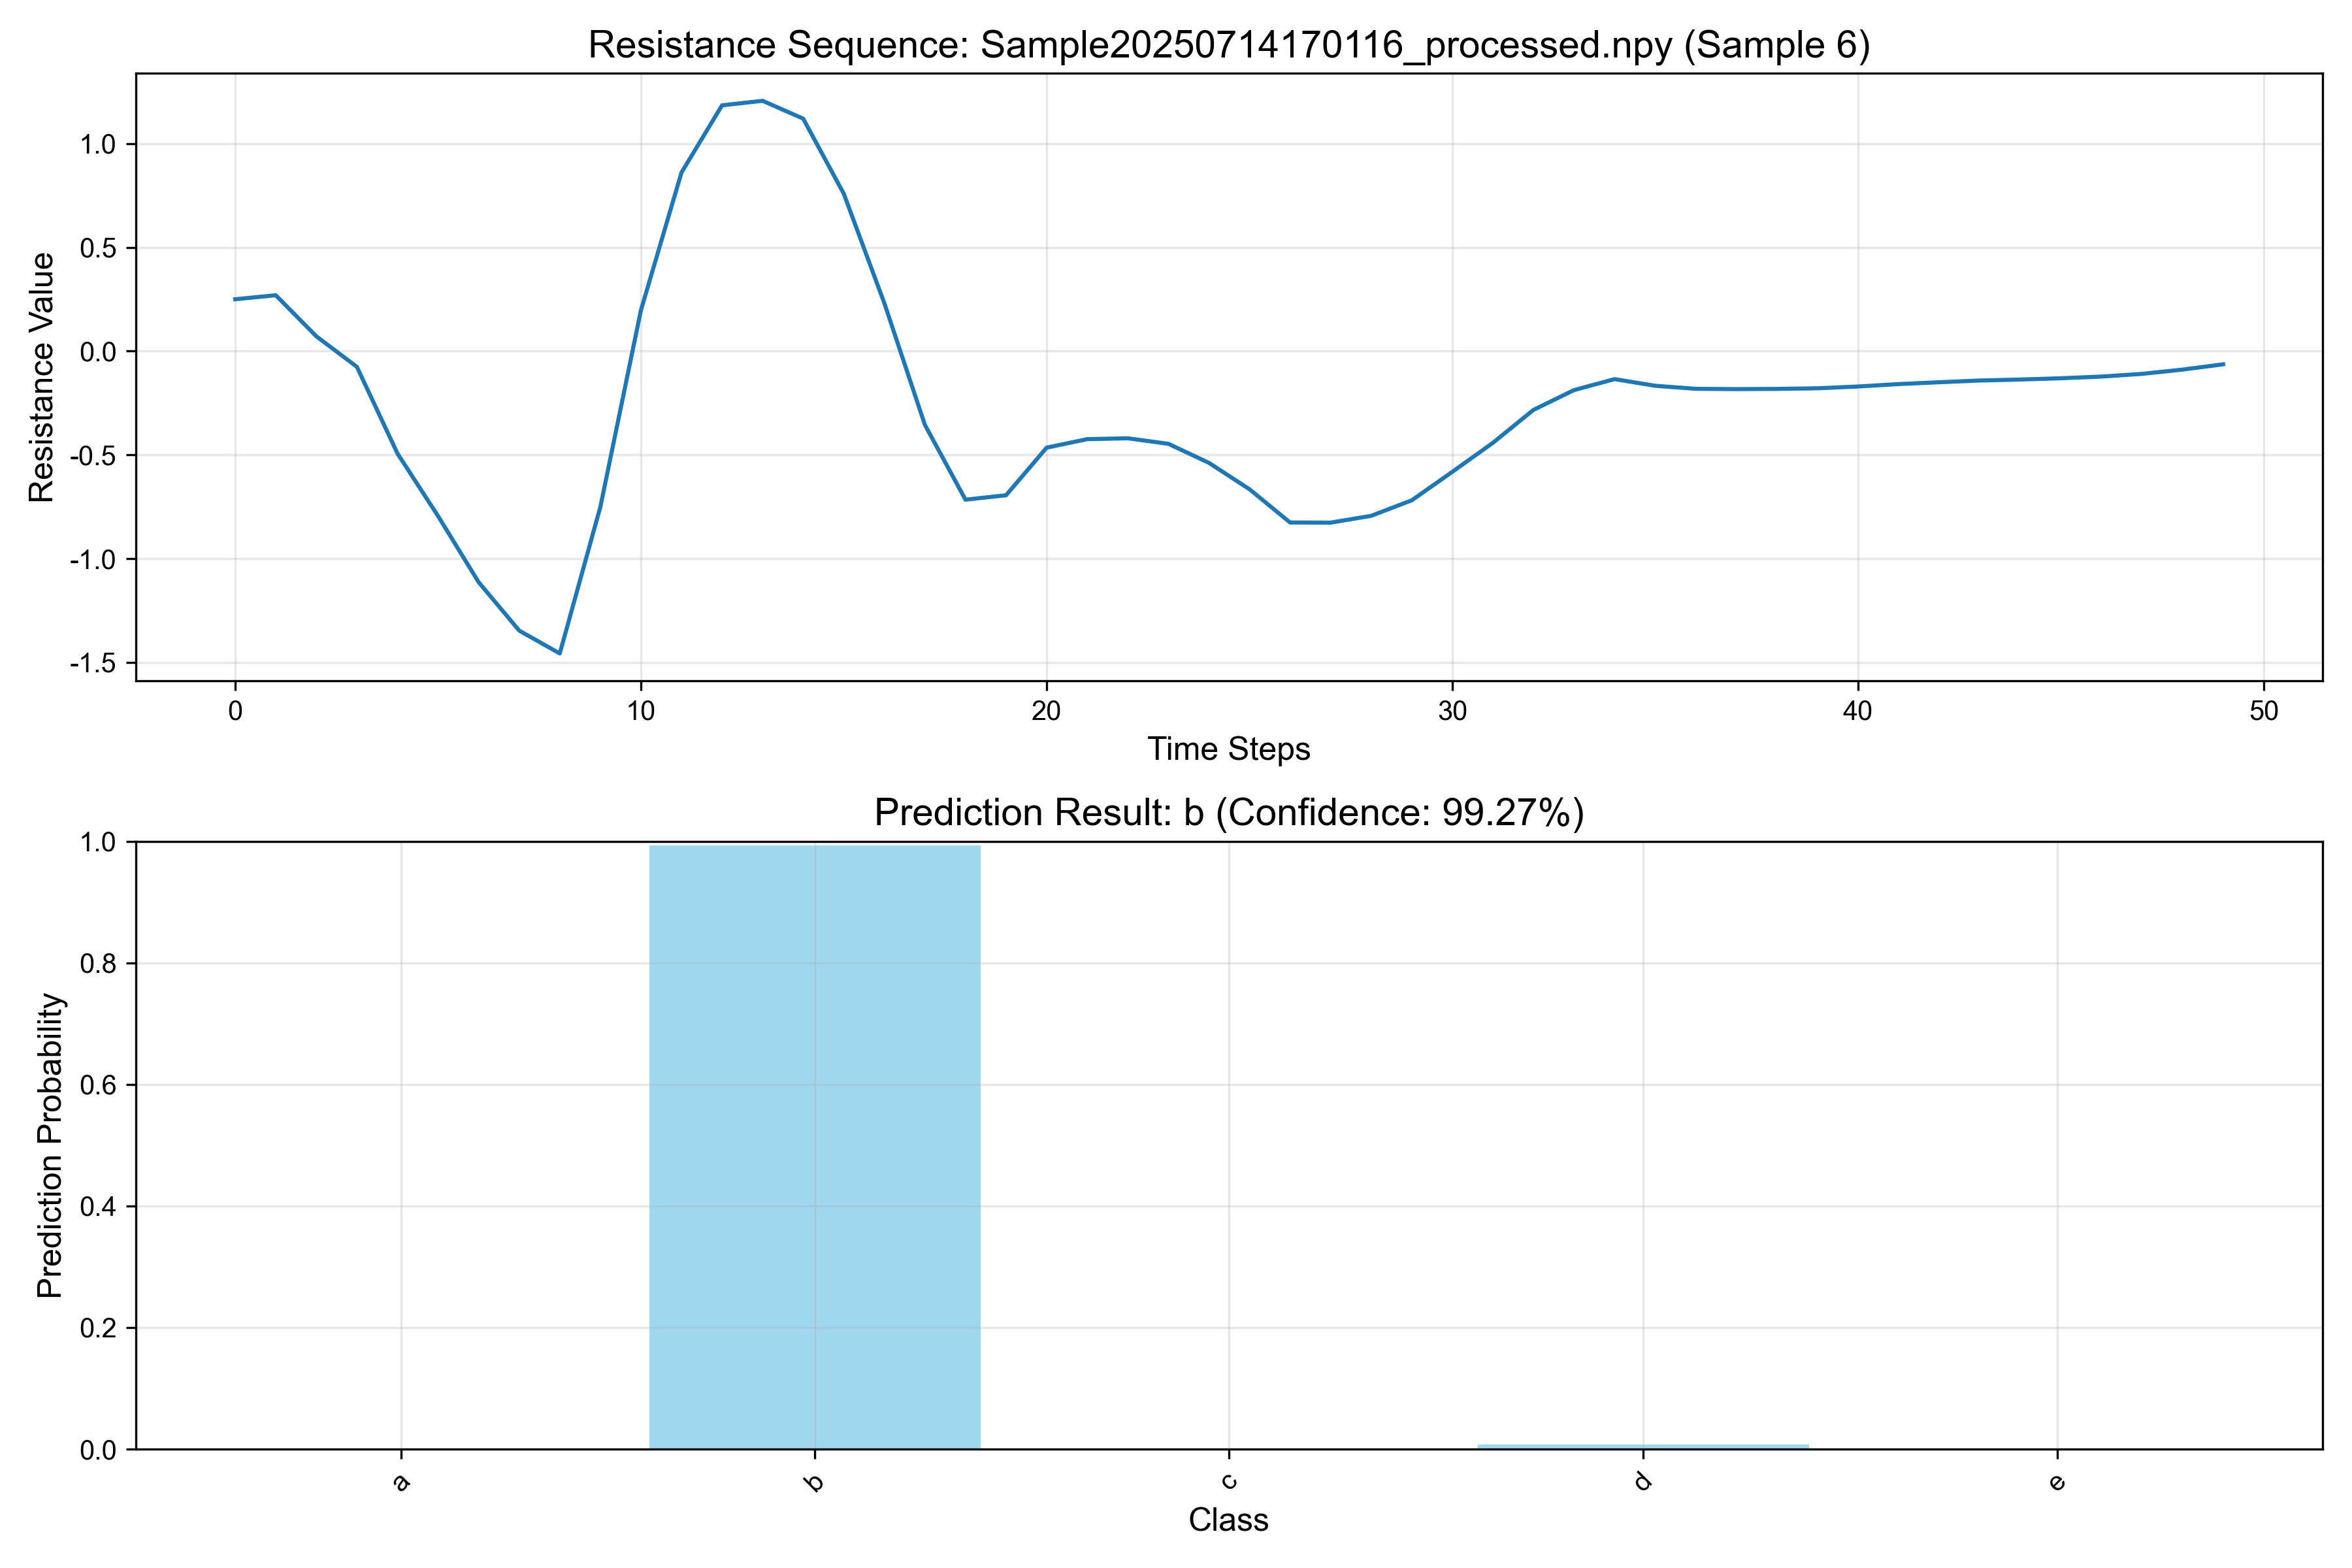 Resistance Sequence: Sample20250714170116_processed.npy (Sample 6)
Resistance Value
1.0
0.5
0.0
-0.5
-1.0
-1.5
0 10 20 30 40 50
Time Steps
Prediction Result: b (Confidence: 99.27%)
Prediction Probability
1.0
0.8
0.6
0.4
0.2
0.0
a b c d e
Class